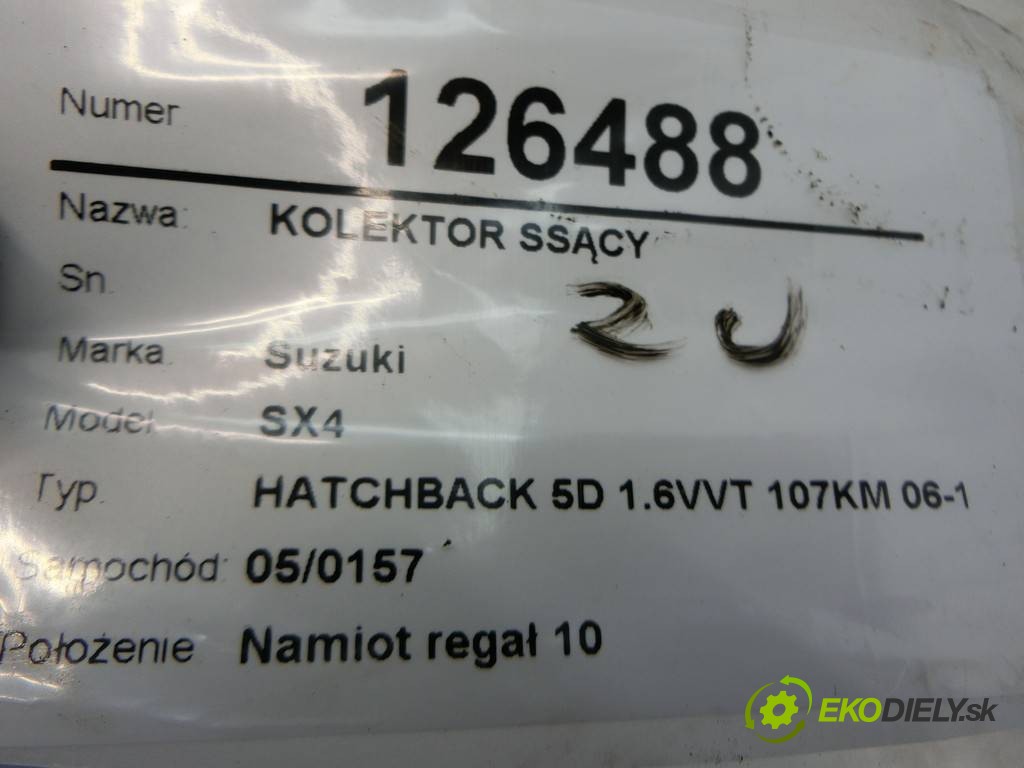 Numer 126488
Nazwa: KOLEKTOR SSĄCY
Sn.
Marka: Suzuki
Model: SX4
Typ. HATCHBACK 5D 1.6VVT 107KM 06-1
Samochód: 05/0157
Położenie Namiot regał 10
EKODIELY.sk